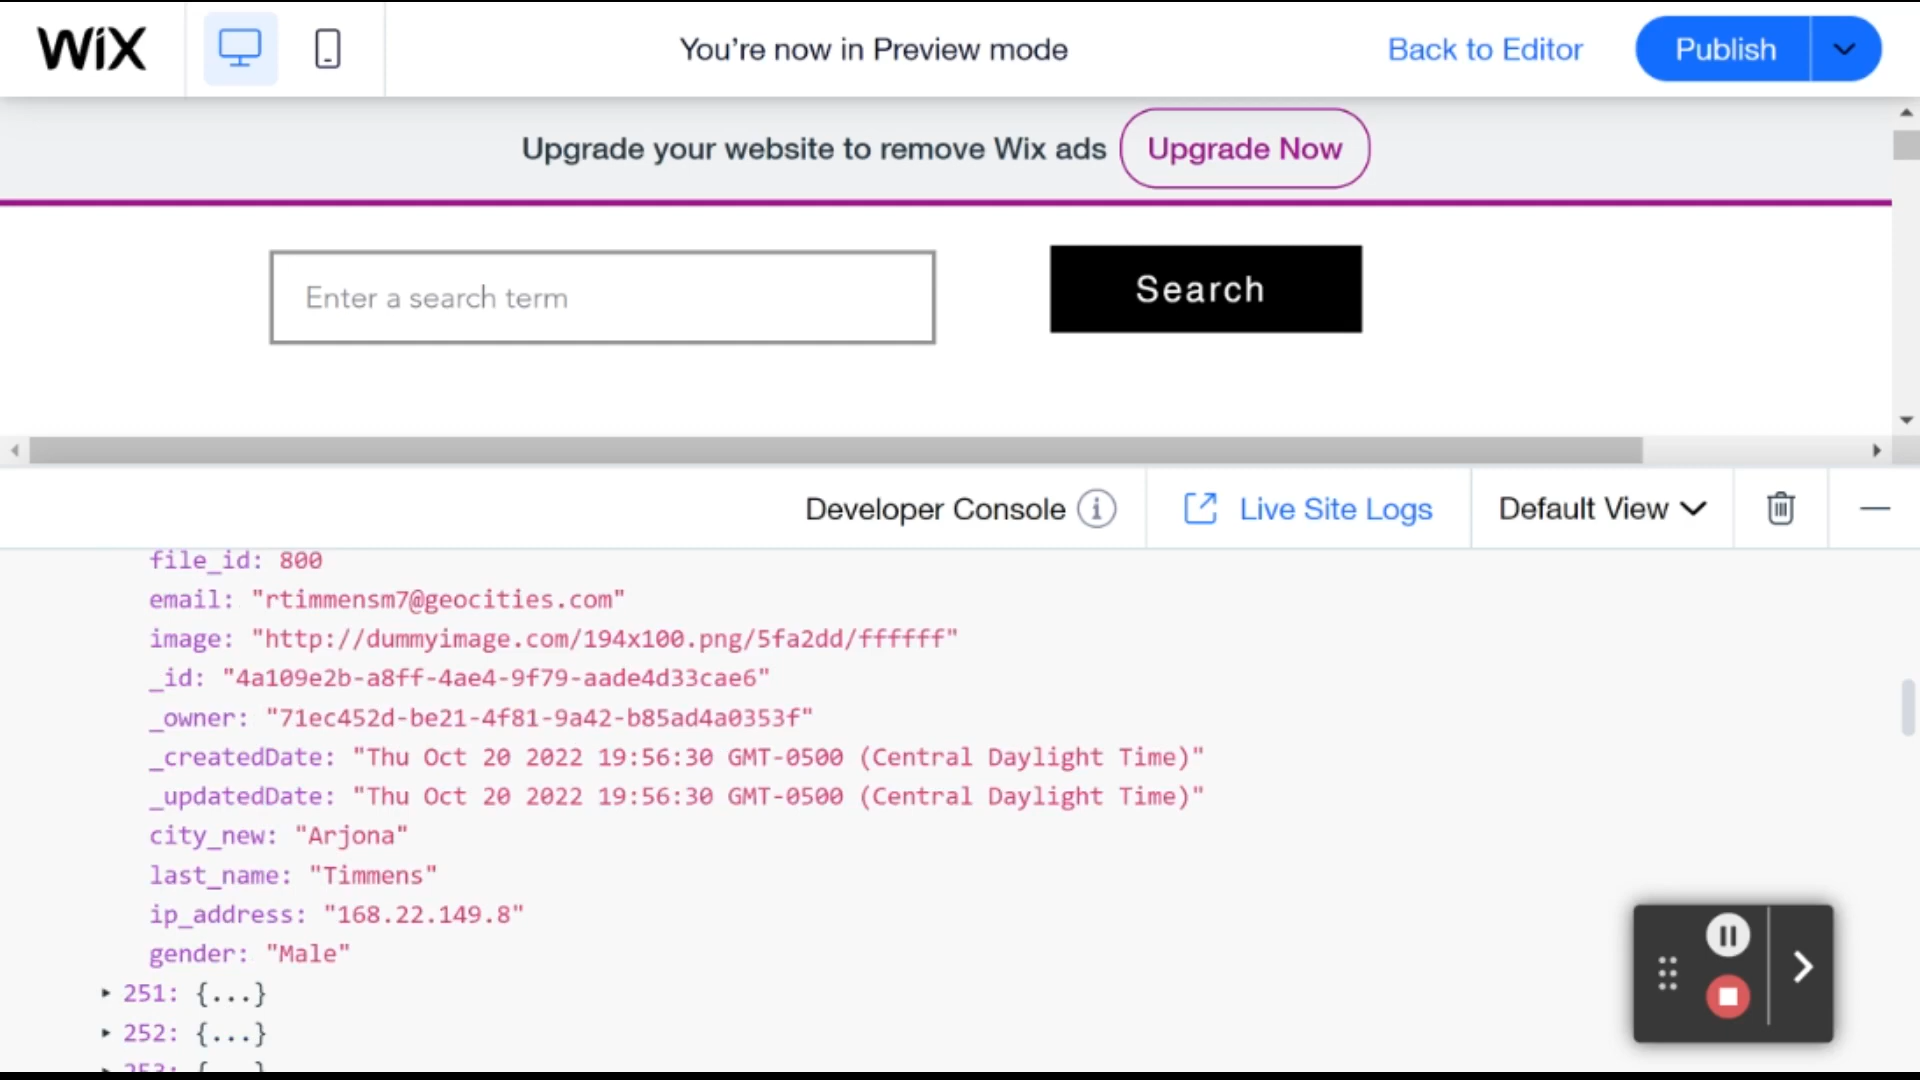 WiX
You're now in Preview mode
Back to Editor
Publish
Upgrade your website to remove Wix ads
Upgrade Now
Enter a search term
Search
Developer Console
Live Site Logs
Default View
file_id: 800
email: "rtimmensm7@geocities.com"
image: "http://dummyimage.com/194x100.png/5fa2dd/ffffff"
_id: "4a109e2b-a8ff-4ae4-9f79-aade4d33cae6"
_owner: "71ec452d-be21-4f81-9a42-b85ad4a0353f"
_createdDate: "Thu Oct 20 2022 19:56:30 GMT-0500 (Central Daylight Time)"
_updatedDate: "Thu Oct 20 2022 19:56:30 GMT-0500 (Central Daylight Time)"
city_new: "Arjona"
last_name: "Timmens"
ip_address: "168.22.149.8"
gender: "Male"
251: {...}
252: {...}
253: {...}